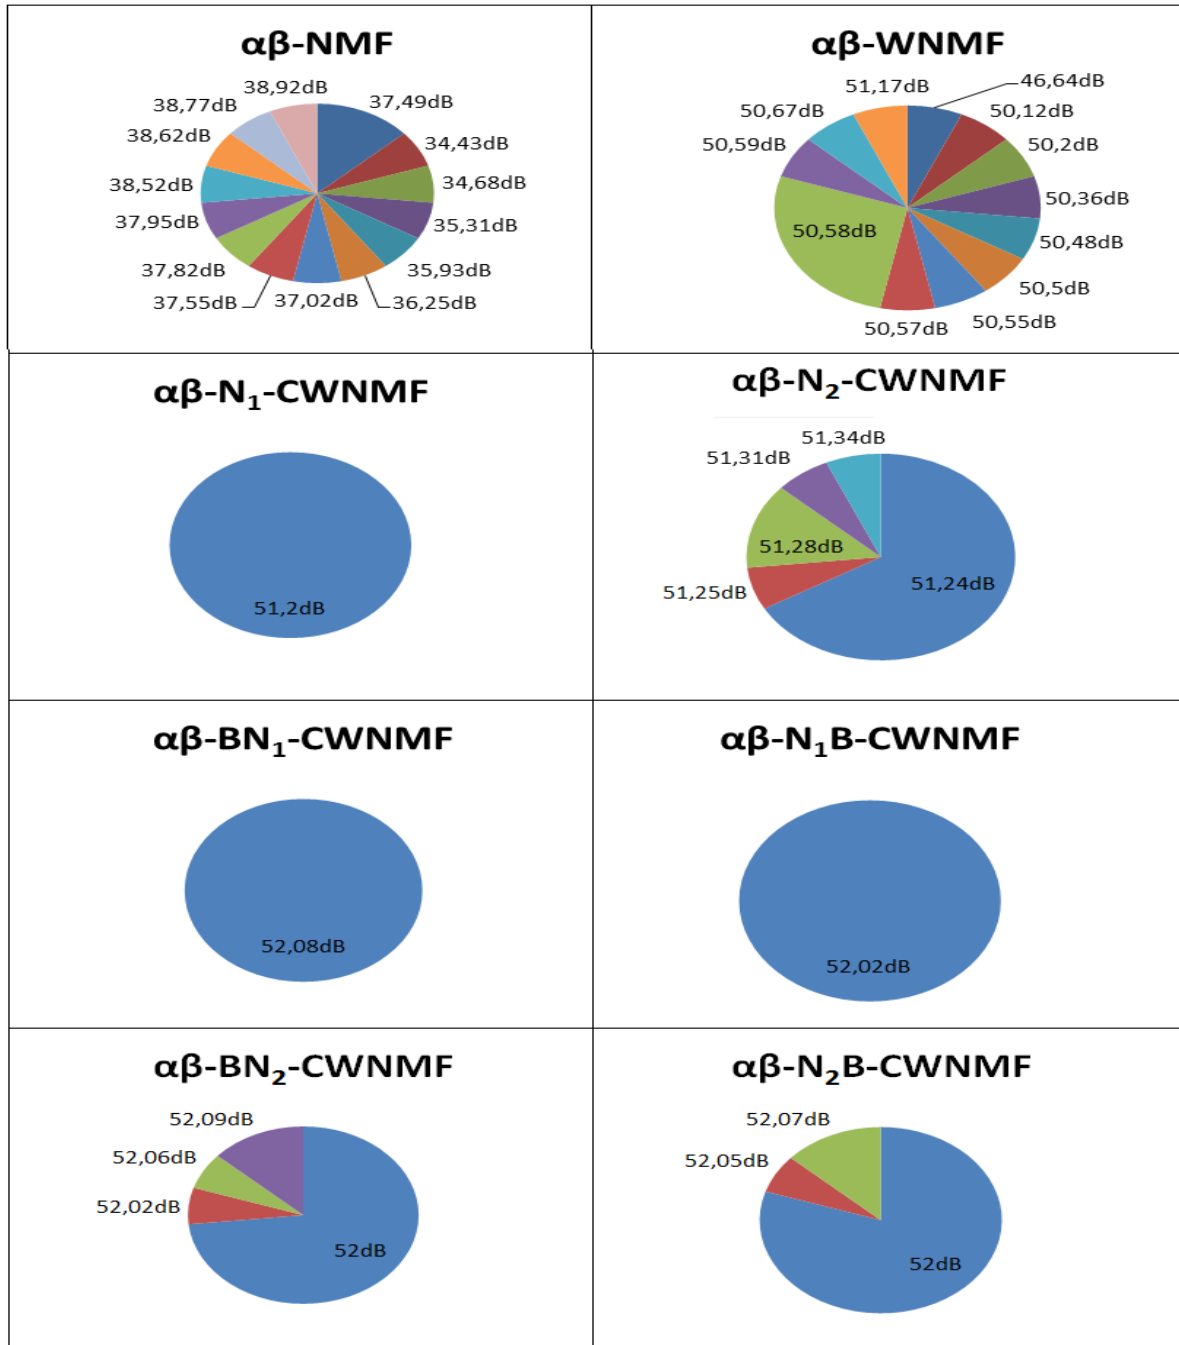 αβ-NMF
38,92dB
37,49dB
38,77dB
34,43dB
38,62dB
34,68dB
38,52dB
35,31dB
37,95dB
35,93dB
37,82dB
36,25dB
37,55dB
37,02dB
αβ-WNMF
51,17dB
46,64dB
50,67dB
50,12dB
50,59dB
50,2dB
50,36dB
50,58dB
50,48dB
50,5dB
50,57dB
50,55dB
αβ-N₁-CWNMF
51,2dB
αβ-N₂-CWNMF
51,34dB
51,31dB
51,28dB
51,25dB
51,24dB
αβ-BN₁-CWNMF
52,08dB
αβ-N₁B-CWNMF
52,02dB
αβ-BN₂-CWNMF
52,09dB
52,06dB
52,02dB
52dB
αβ-N₂B-CWNMF
52,07dB
52,05dB
52dB